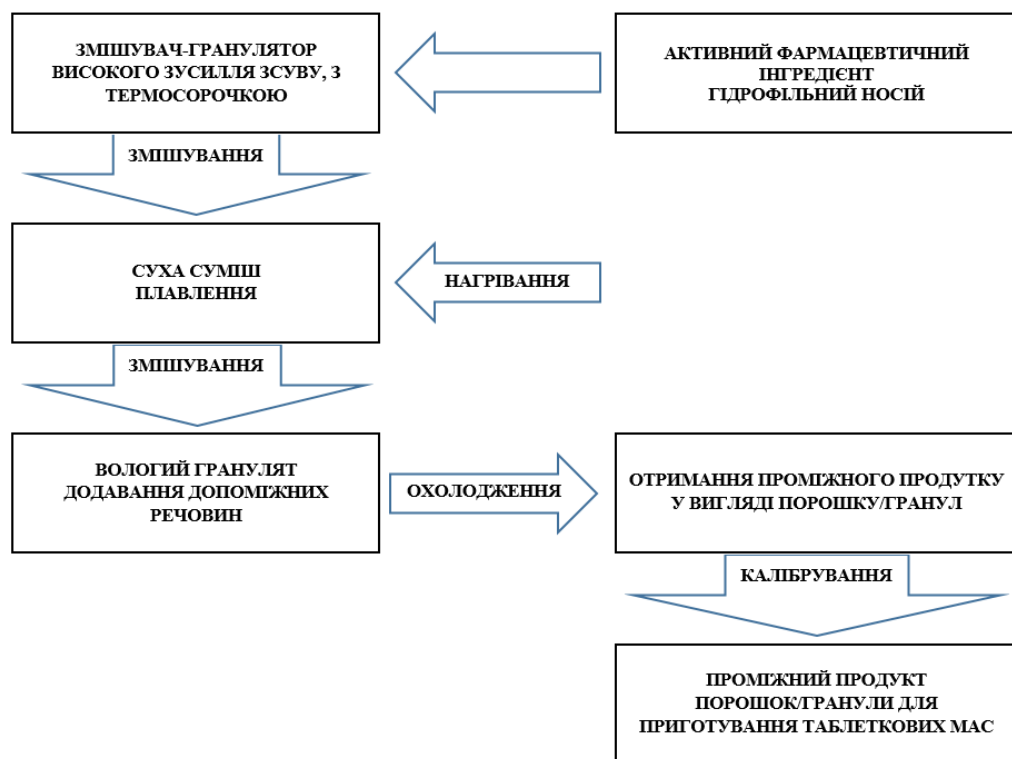 ЗМІШУВАЧ-ГРАНУЛЯТОР
ВИСОКОГО ЗУСИЛЛЯ ЗСУВУ, З
ТЕРМОСОРОЧКОЮ
АКТИВНИЙ ФАРМАЦЕВТИЧНИЙ
ІНГРЕДІЄНТ
ГІДРОФІЛЬНИЙ НОСІЙ
ЗМІШУВАННЯ
СУХА СУМІШ
ПЛАВЛЕННЯ
НАГРІВАННЯ
ЗМІШУВАННЯ
ВОЛОГИЙ ГРАНУЛЯТ
ДОДАВАННЯ ДОПОМІЖНИХ
РЕЧОВИН
ОХОЛОДЖЕННЯ
ОТРИМАННЯ ПРОМІЖНОГО ПРОДУТКУ
У ВИГЛЯДІ ПОРОШКУ/ГРАНУЛ
КАЛІБРУВАННЯ
ПРОМІЖНИЙ ПРОДУКТ
ПОРОШОК/ГРАНУЛИ ДЛЯ
ПРИГОТУВАННЯ ТАБЛЕТКОВИХ МАС